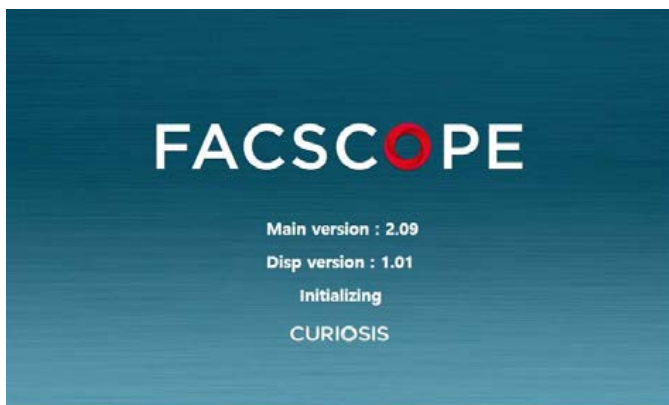 FACSCOPE
Main version : 2.09
Disp version : 1.01
Initializing
CURIOSIS